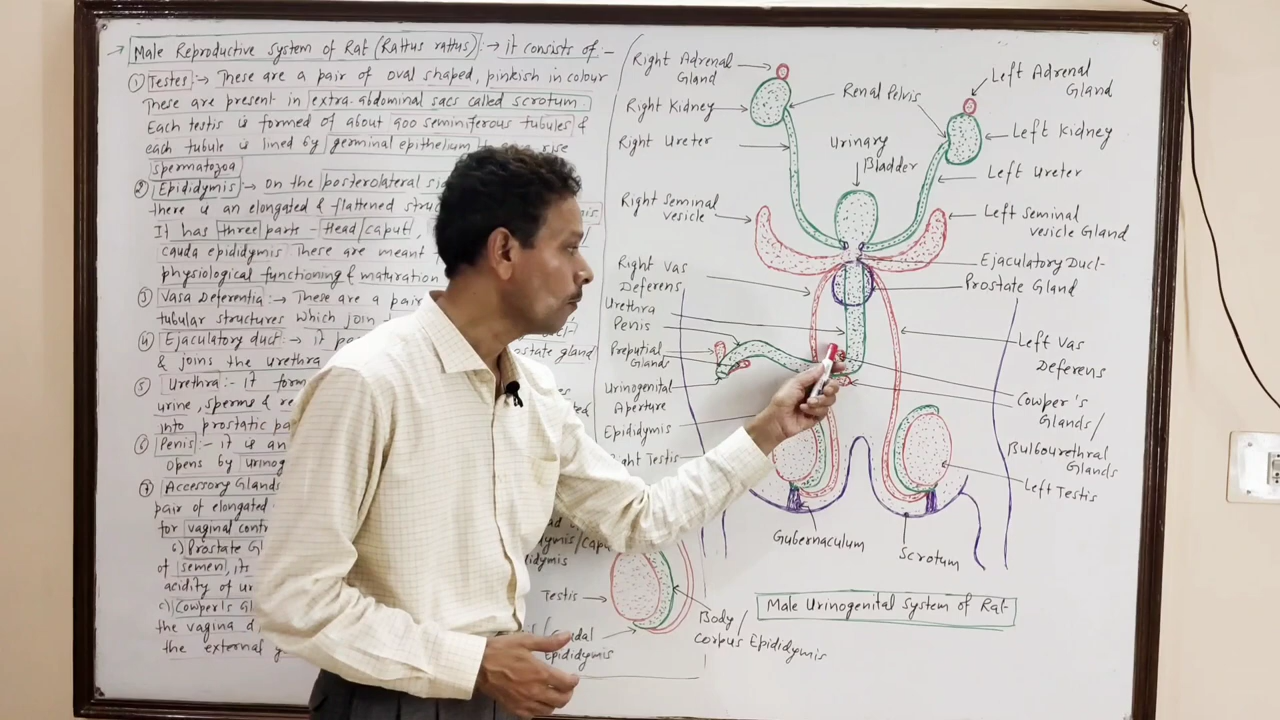 → Male Reproductive System of Rat (Rattus rattus) :→ it consists of:-
① Testes :→ These are a pair of oval shaped, pinkish in colour
These are present in extra-abdominal sacs called scrotum.
Each testis is formed of about 900 seminiferous tubules &
each tubule is lined by germinal epithelium rise
spermatozoa
② Epididymis → on the posterolateral
there is an elongated & flattened
It has three parts - Head/caput,
cauda epididymis These are meant
physiological functioning & maturation
③ Vasa Deferentia :→ These are a pair
tubular structures which join
④ Ejaculatory duct :→ it
& joins the urethra prostate gland
⑤ Urethra :- it
urine, sperms &
into prostatic
⑥ Penis :- it is an
opens by
⑦ Accessory Glands
pair of elongated
for vaginal
of semen, its
acidity of
c) Cowper's
the vagina
the external
Right Adrenal
Gland
Right Kidney
Right Ureter
Right Seminal
vesicle
Right Vas
Deferens
Urethra
Penis
Preputial
Glands
Urinogenital
Aperture
Epididymis
Testis
Renal Pelvis
Urinary
Bladder
Left Adrenal
Gland
Left Kidney
Left Ureter
Left Seminal
vesicle Gland
Ejaculatory Duct
Prostate Gland
Left Vas
Deferens
Cowper's
Glands/
Bulbourethral
Glands
Left Testis
Gubernaculum
Scrotum
Male Urinogenital System of Rat
Testis
Epididymis
Body/
Corpus Epididymis